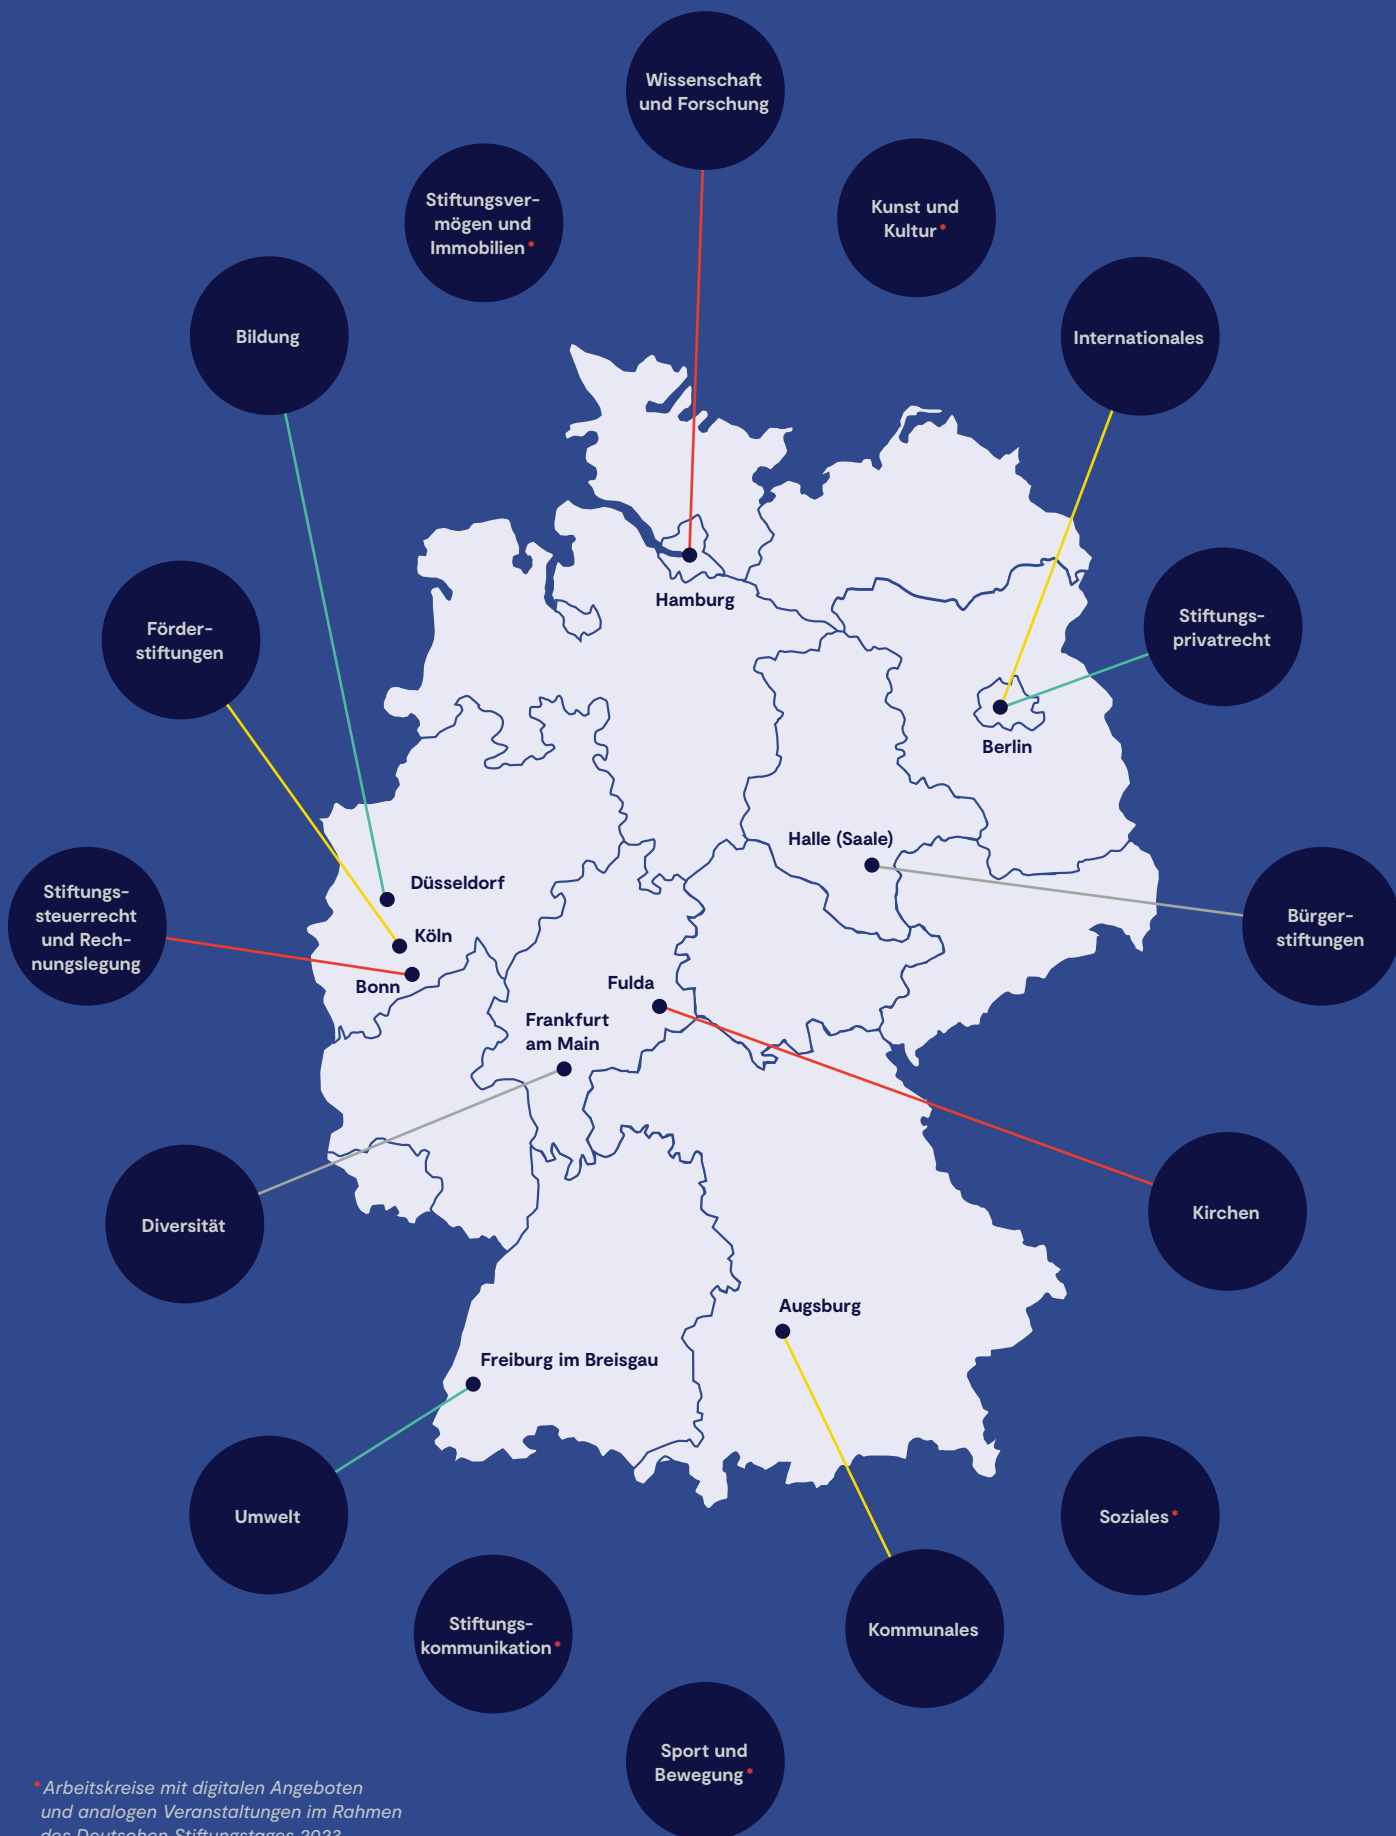 Wissenschaft
und Forschung
Stiftungsver-
mögen und
Immobilien*
Kunst und
Kultur*
Bildung
Internationales
Hamburg
Förder-
stiftungen
Stiftungs-
privatrecht
Berlin
Halle (Saale)
Stiftungs-
steuerrecht
und Rech-
nungslegung
Düsseldorf
Köln
Bonn
Bürger-
stiftungen
Fulda
Frankfurt
am Main
Diversität
Kirchen
Augsburg
Freiburg im Breisgau
Umwelt
Soziales*
Stiftungs-
kommunikation*
Kommunales
Sport und
Bewegung*
*Arbeitskreise mit digitalen Angeboten
und analogen Veranstaltungen im Rahmen
des Deutschen Stiftungstages